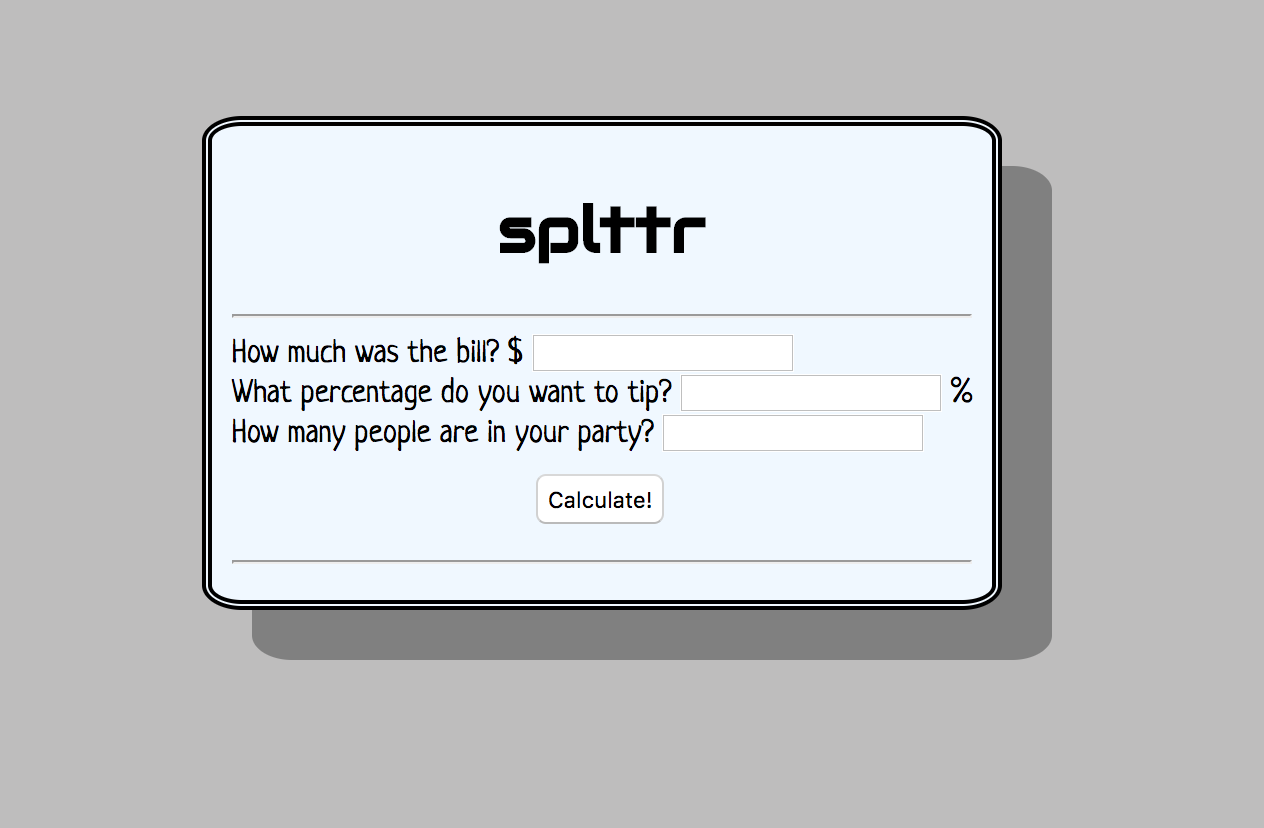 splttr
How much was the bill? $
What percentage do you want to tip? %
How many people are in your party?
Calculate!